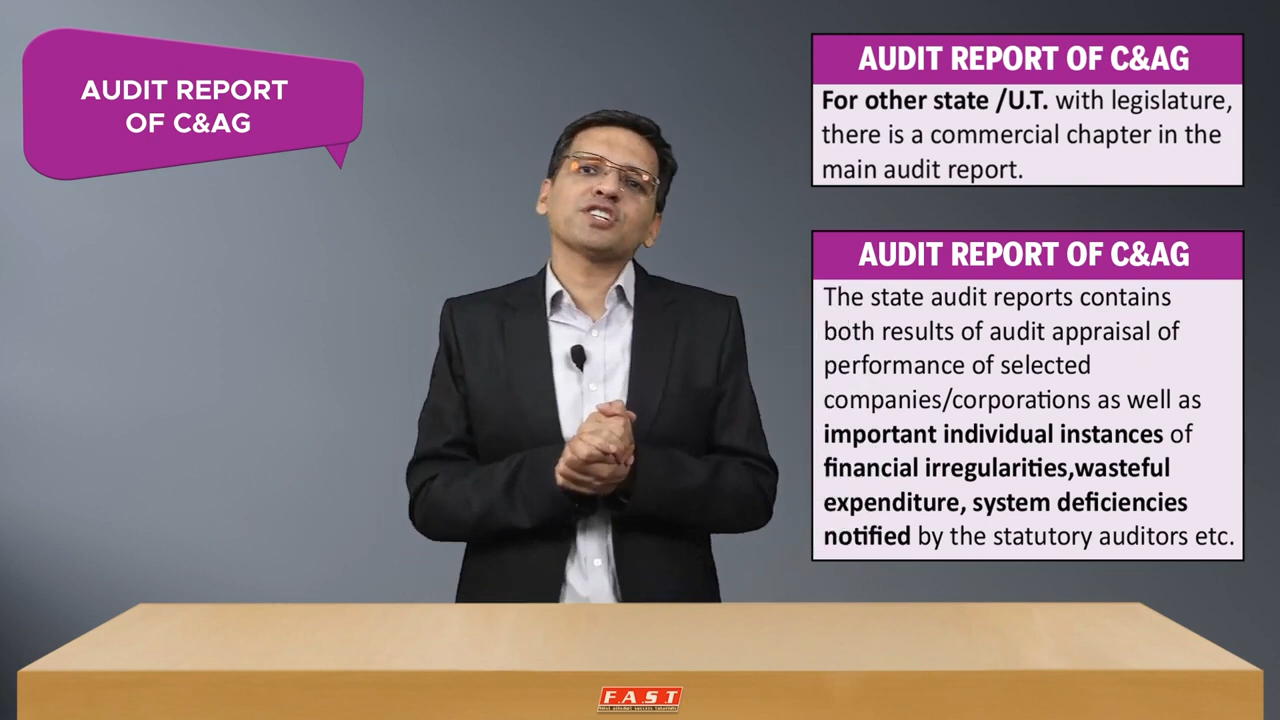 AUDIT REPORT
OF C&AG
AUDIT REPORT OF C&AG
For other state /U.T. with legislature,
there is a commercial chapter in the
main audit report.
AUDIT REPORT OF C&AG
The state audit reports contains
both results of audit appraisal of
performance of selected
companies/corporations as well as
important individual instances of
financial irregularities,wasteful
expenditure, system deficiencies
notified by the statutory auditors etc.
F.A.S.T